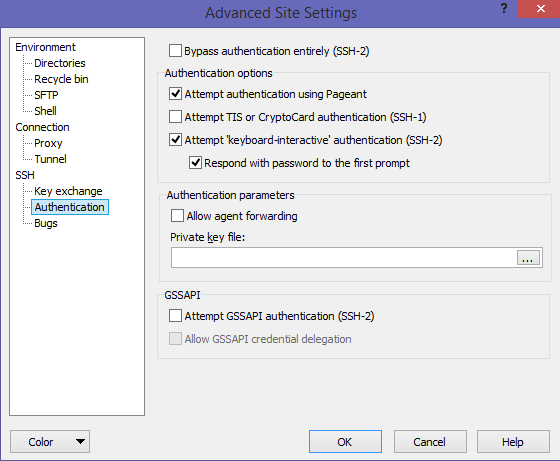 Advanced Site Settings
?
Environment
Directories
Recycle bin
SFTP
Shell
Connection
Proxy
Tunnel
SSH
Key exchange
Authentication
Bugs
Bypass authentication entirely (SSH-2)
Authentication options
Attempt authentication using Pageant
Attempt TIS or CryptoCard authentication (SSH-1)
Attempt 'keyboard-interactive' authentication (SSH-2)
Respond with password to the first prompt
Authentication parameters
Allow agent forwarding
Private key file:
...
GSSAPI
Attempt GSSAPI authentication (SSH-2)
Allow GSSAPI credential delegation
Color
OK
Cancel
Help